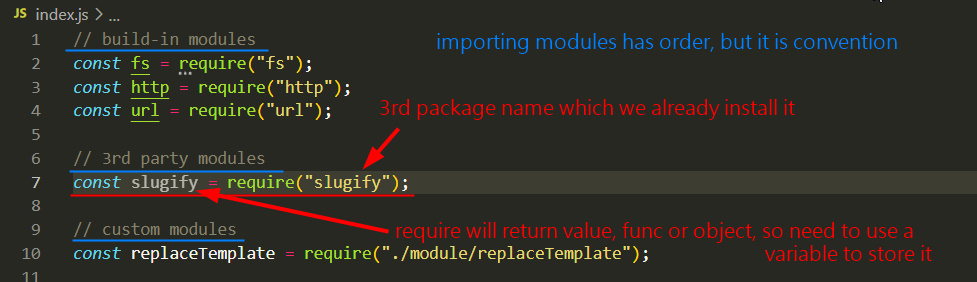 JS index.js > ...
1 // build-in modules
importing modules has order, but it is convention
2 const fs = require("fs");
3 const http = require("http");
4 const url = require("url");
3rd package name which we already install it
5
6 // 3rd party modules
7 const slugify = require("slugify");
8
9 // custom modules
require will return value, func or object, so need to use a
variable to store it
10 const replaceTemplate = require("./module/replaceTemplate");
11